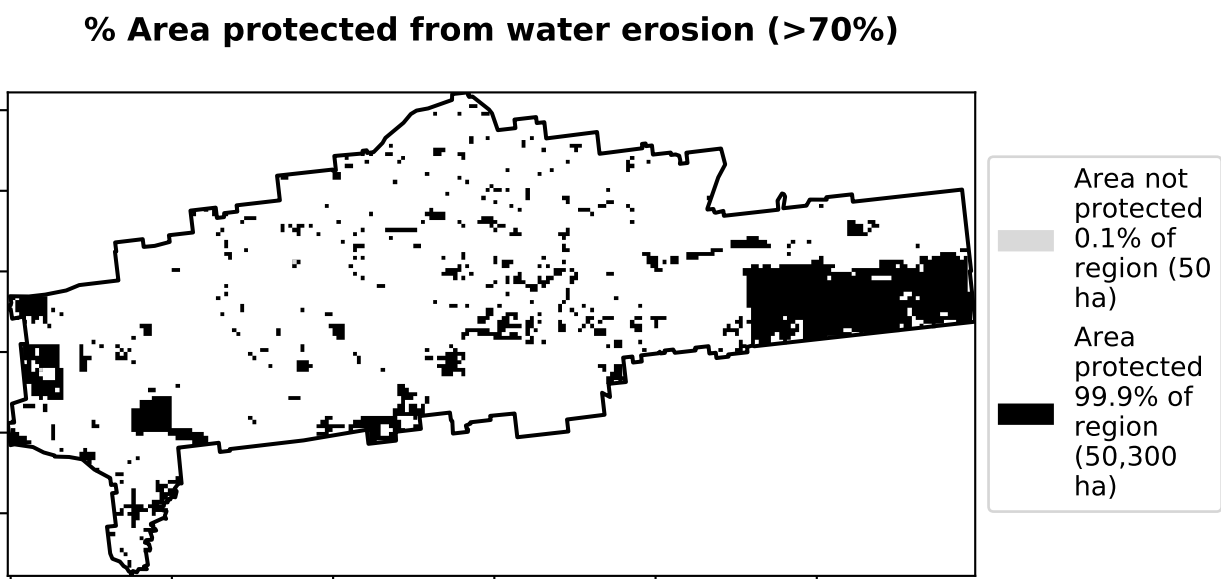 % Area protected from water erosion (>70%)
Area not
protected
0.1% of
region (50
ha)
Area
protected
99.9% of
region
(50,300
ha)